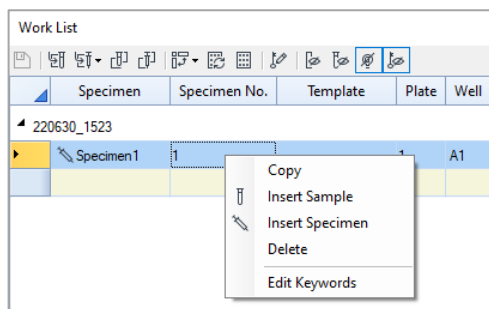 Work List
Specimen Specimen No. Template Plate Well
220630_1523
Specimen1 1 1 A1
Copy
Insert Sample
Insert Specimen
Delete
Edit Keywords